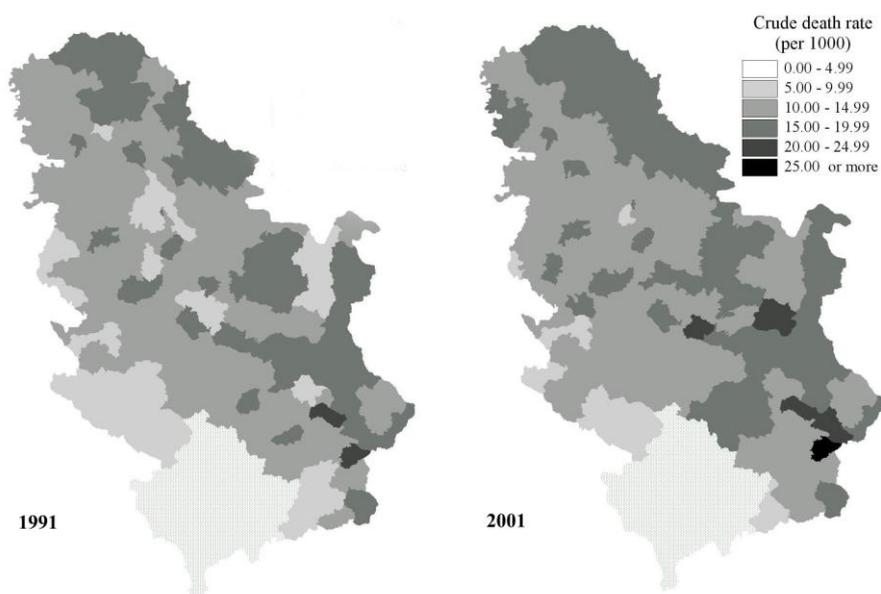 Crude death rate
(per 1000)
0.00 - 4.99
5.00 - 9.99
10.00 - 14.99
15.00 - 19.99
20.00 - 24.99
25.00 or more
1991
2001